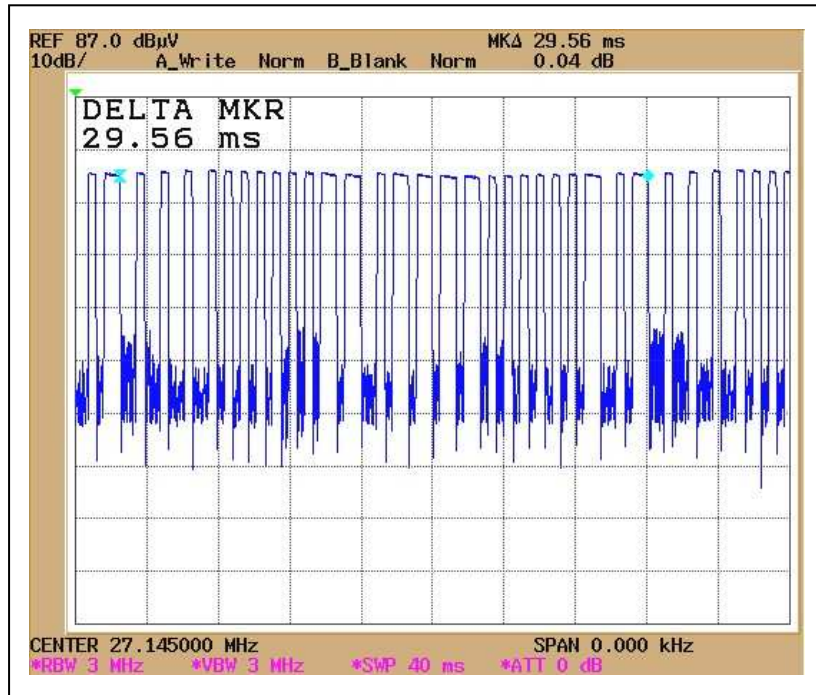 REF 87.0 dBµV MKΔ 29.56 ms
10dB/ A_Write Norm B_Blank Norm 0.04 dB
DELTA MKR
29.56 ms
CENTER 27.145000 MHz SPAN 0.000 kHz
*RBW 3 MHz *VBW 3 MHz *SWP 40 ms *ATT 0 dB